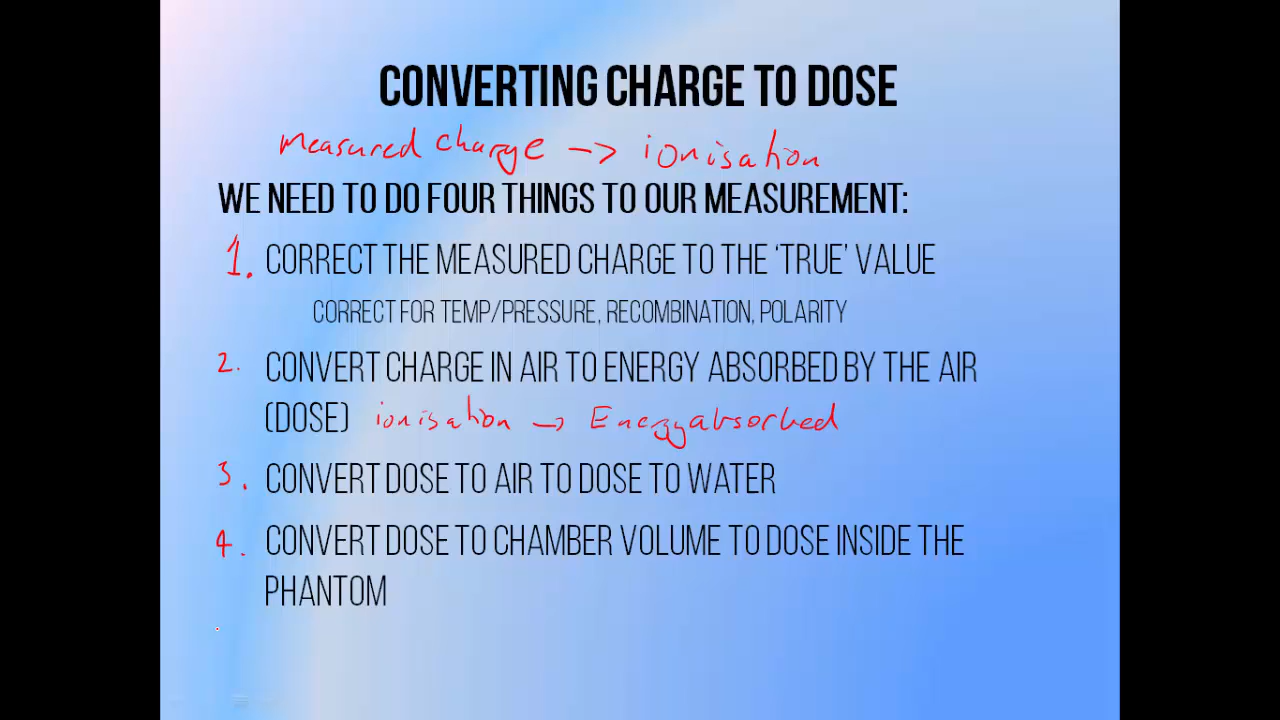 CONVERTING CHARGE TO DOSE
measured charge -> ionisation
WE NEED TO DO FOUR THINGS TO OUR MEASUREMENT:
1. CORRECT THE MEASURED CHARGE TO THE 'TRUE' VALUE
CORRECT FOR TEMP/PRESSURE, RECOMBINATION, POLARITY
2. CONVERT CHARGE IN AIR TO ENERGY ABSORBED BY THE AIR
(DOSE) ionisation -> Energy absorbed
3. CONVERT DOSE TO AIR TO DOSE TO WATER
4. CONVERT DOSE TO CHAMBER VOLUME TO DOSE INSIDE THE
PHANTOM